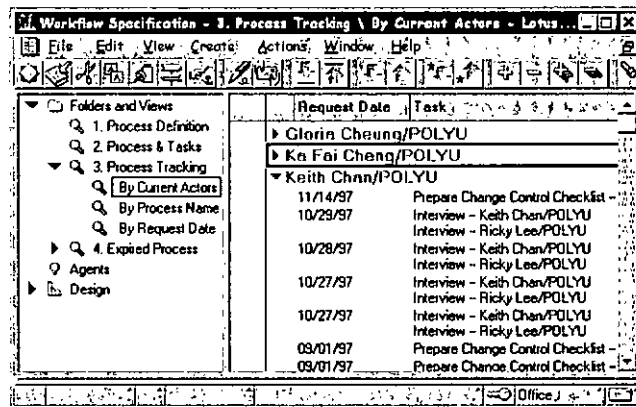 Workflow Specification - 3. Process Tracking \ By Current Actors - Lotus...
File Edit View Create Actions Window Help
Folders and Views
1. Process Definition
2. Process & Tasks
3. Process Tracking
By Current Actors
By Process Name
By Request Date
4. Expired Process
Agents
Design
Request Date Task
Gloria Cheung/POLYU
Ka Fai Cheng/POLYU
Keith Chan/POLYU
11/14/97 Prepare Change Control Checklist -
10/29/97 Interview - Keith Chan/POLYU
Interview - Ricky Lee/POLYU
10/28/97 Interview - Keith Chan/POLYU
Interview - Ricky Lee/POLYU
10/27/97 Interview - Keith Chan/POLYU
Interview - Ricky Lee/POLYU
10/27/97 Interview - Keith Chan/POLYU
Interview - Ricky Lee/POLYU
09/01/97 Prepare Change Control Checklist -
09/01/97 Prepare Change Control Checklist -
Office